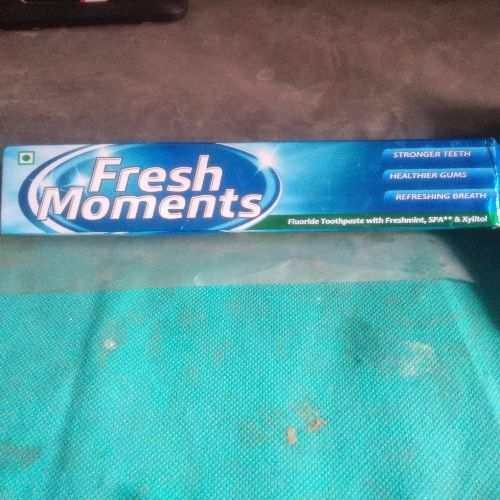 Fresh
Moments
STRONGER TEETH
HEALTHIER GUMS
REFRESHING BREATH
Fluoride Toothpaste with Freshmint, SPA** & Xylitol